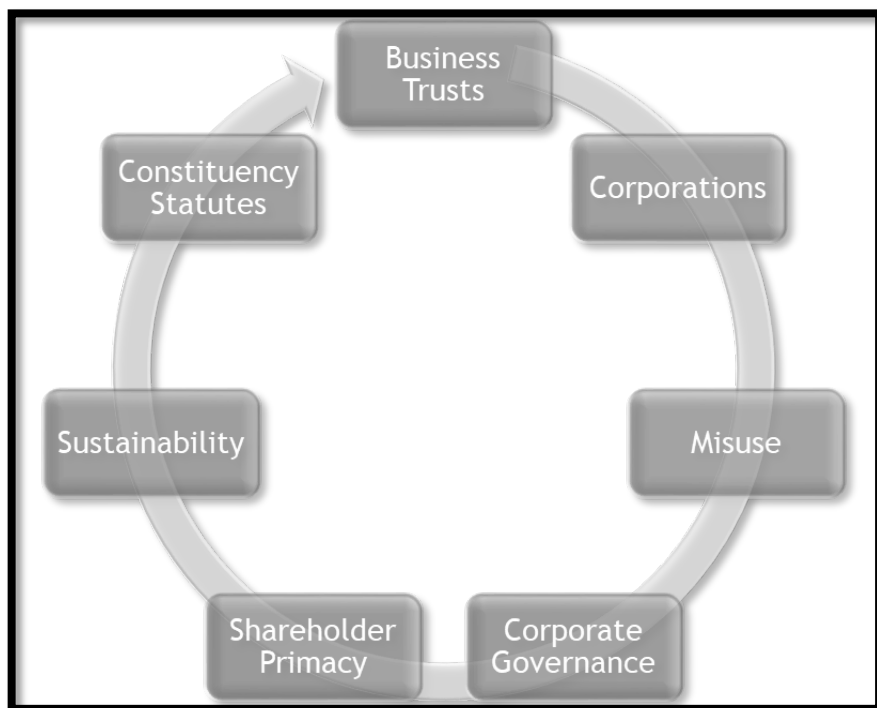 Business
Trusts
Corporations
Misuse
Corporate
Governance
Shareholder
Primacy
Sustainability
Constituency
Statutes